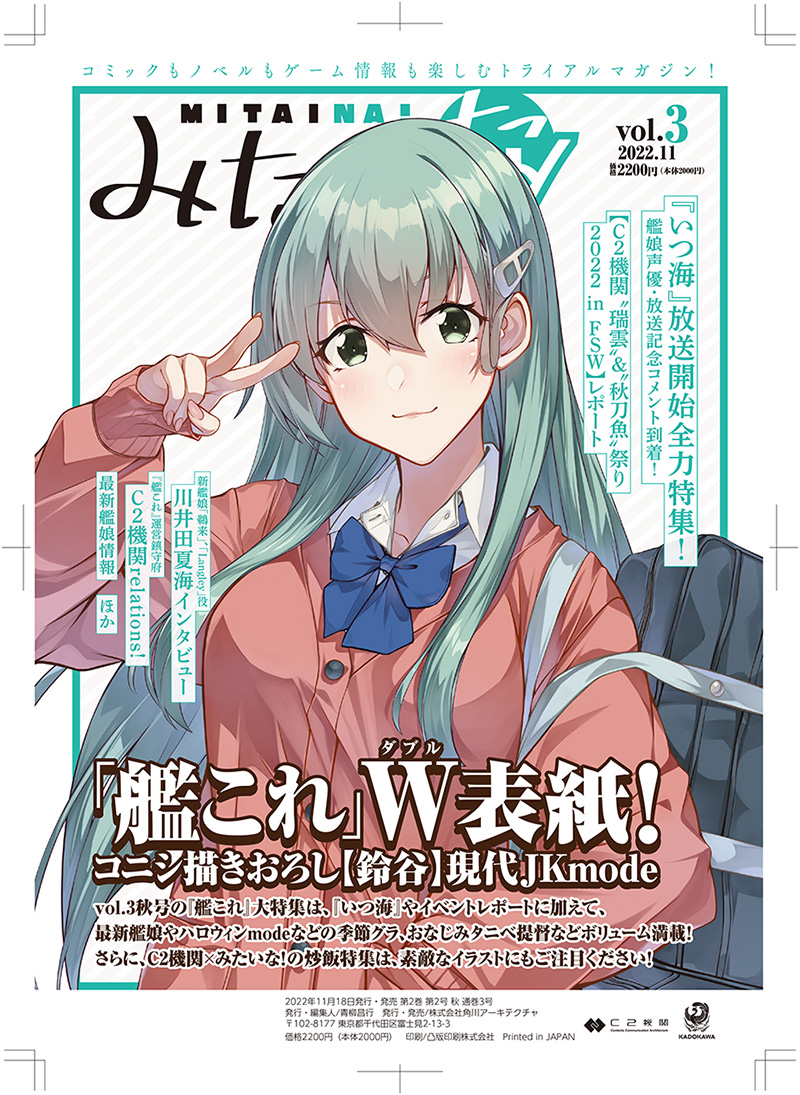 コミックもノベルもゲーム情報も楽しむトライアルマガジン！
MITAINA!
みた
vol.3
2022.11
価格2200円（本体2000円）
『いつ海』放送開始全力特集！
艦娘声優・放送記念コメント到着！
【C2機関“瑞雲”&“秋刀魚”祭り
2022 in FSW】レポート
新艦娘「鵜来」、「Langley」役
川井田夏海インタビュー
『艦これ』運営鎮守府
C2機関relations！
最新艦娘情報 ほか
ダブル
「艦これ」W表紙！
コニシ描きおろし【鈴谷】現代JKmode
vol.3秋号の『艦これ』大特集は、『いつ海』やイベントレポートに加えて、
最新艦娘やハロウィンmodeなどの季節グラ、おなじみタニベ提督などボリューム満載！
さらに、C2機関×みたいな！の炒飯特集は、素敵なイラストにもご注目ください！
2022年11月18日発行・発売 第2巻 第2号 秋 通巻3号
発行・編集人/青柳昌行 発行・発売/株式会社角川アーキテクチャ
〒102-8177 東京都千代田区富士見2-13-3
価格2200円（本体2000円） 印刷/凸版印刷株式会社 Printed in JAPAN
C2機関
Contents Communication Architecture
KADOKAWA